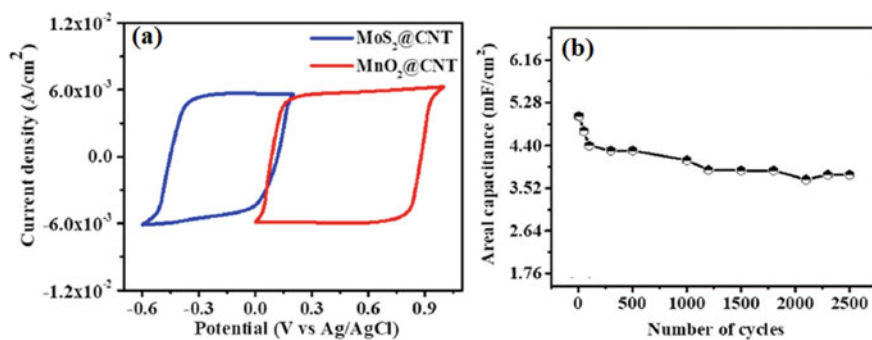 (a)
MoS₂@CNT
MnO₂@CNT
1.2x10⁻²
6.0x10⁻³
0.0
-6.0x10⁻³
-1.2x10⁻²
Current density (A/cm²)
-0.6 -0.3 0.0 0.3 0.6 0.9
Potential (V vs Ag/AgCl)
(b)
6.16
5.28
4.40
3.52
2.64
1.76
Areal capacitance (mF/cm²)
0 500 1000 1500 2000 2500
Number of cycles